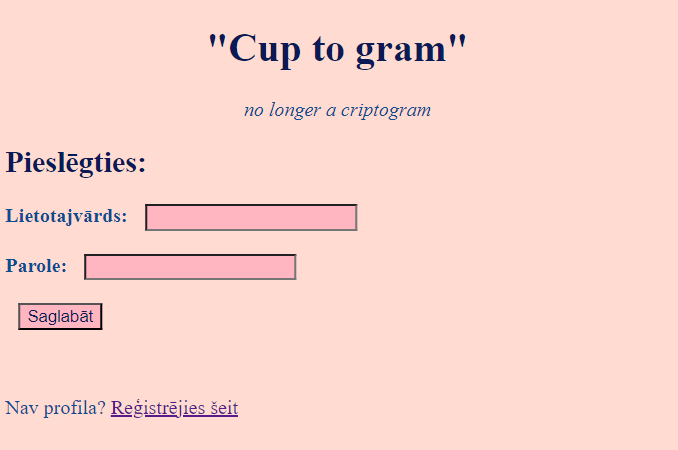 "Cup to gram"
no longer a criptogram
Pieslēgties:
Lietotajvārds:
Parole:
Saglabāt
Nav profila? Reģistrējies šeit